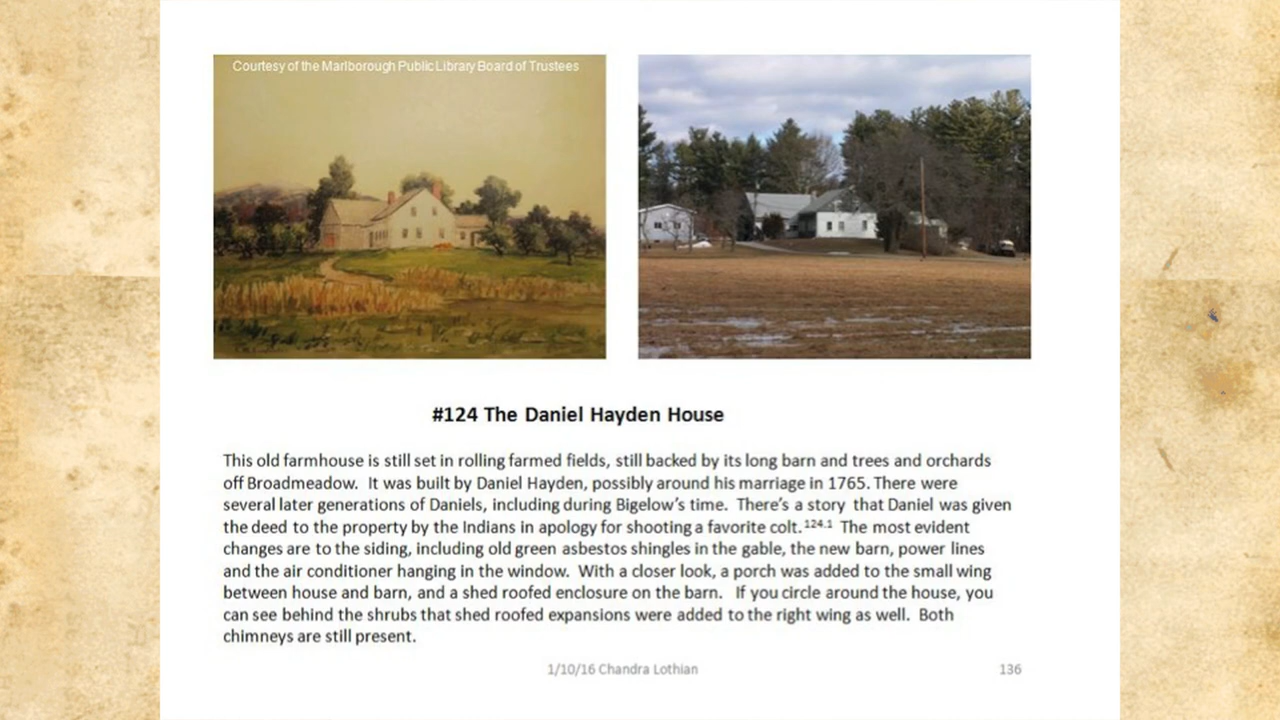 Courtesy of the Marlborough Public Library Board of Trustees
#124 The Daniel Hayden House
This old farmhouse is still set in rolling farmed fields, still backed by its long barn and trees and orchards
off Broadmeadow.  It was built by Daniel Hayden, possibly around his marriage in 1765. There were
several later generations of Daniels, including during Bigelow's time.  There's a story  that Daniel was given
the deed to the property by the Indians in apology for shooting a favorite colt.124.1  The most evident
changes are to the siding, including old green asbestos shingles in the gable, the new barn, power lines
and the air conditioner hanging in the window.  With a closer look, a porch was added to the small wing
between house and barn, and a shed roofed enclosure on the barn.   If you circle around the house, you
can see behind the shrubs that shed roofed expansions were added to the right wing as well.  Both
chimneys are still present.
1/10/16 Chandra Lothian
136